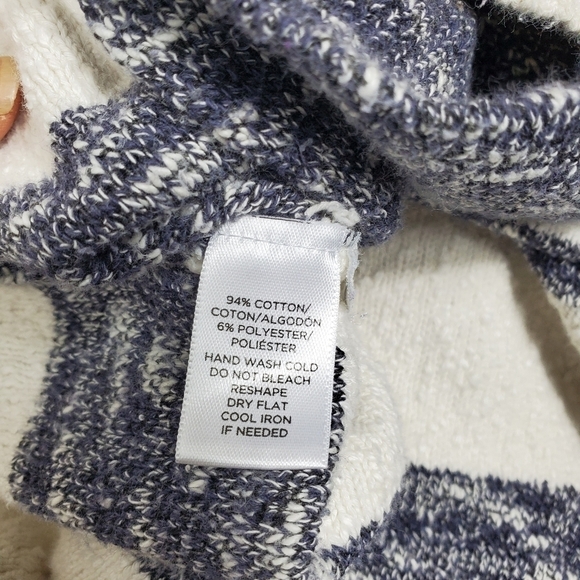 94% COTTON/
COTON/ALGODÓN
6% POLYESTER/
POLIÉSTER
HAND WASH COLD
DO NOT BLEACH
RESHAPE
DRY FLAT
COOL IRON
IF NEEDED